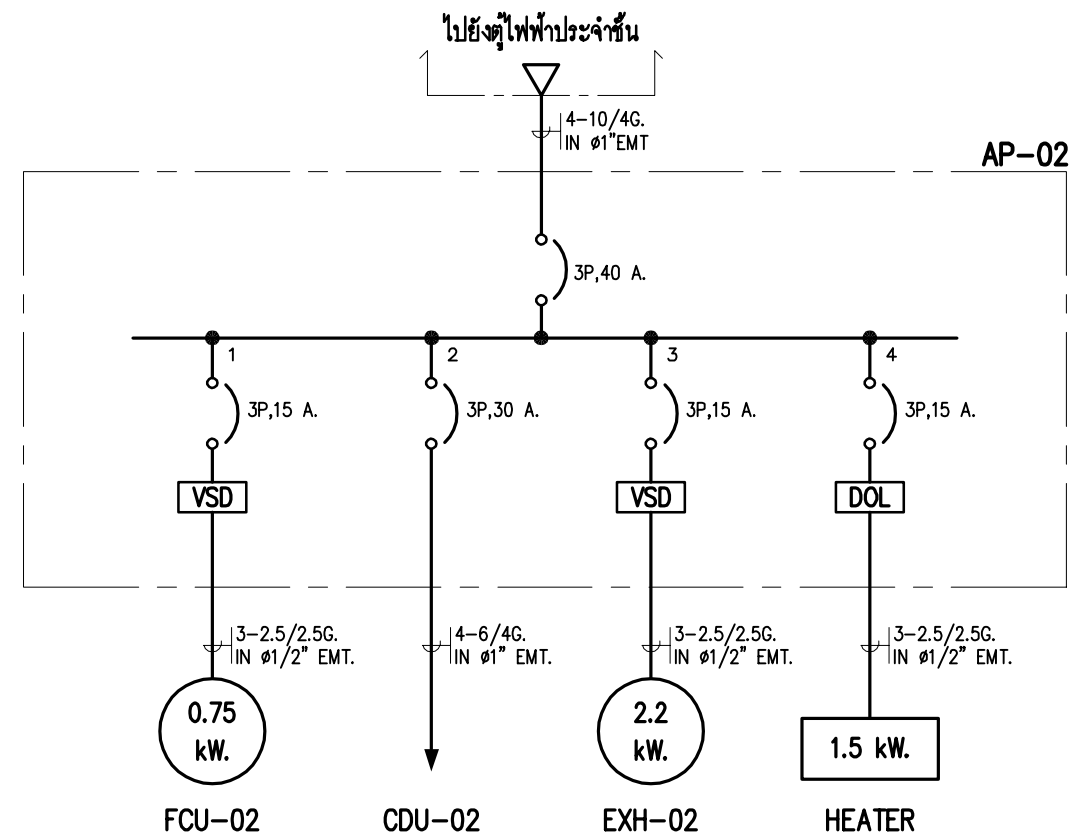 ไปยังตู้ไฟฟ้าประจำชั้น
4-10/4G.
IN ø1"EMT
AP-02
3P,40 A.
1
2
3
4
3P,15 A.
3P,30 A.
3P,15 A.
3P,15 A.
VSD
VSD
DOL
3-2.5/2.5G.
IN ø1/2" EMT.
4-6/4G.
IN ø1" EMT.
3-2.5/2.5G.
IN ø1/2" EMT.
3-2.5/2.5G.
IN ø1/2" EMT.
0.75
kW.
2.2
kW.
1.5 kW.
FCU-02
CDU-02
EXH-02
HEATER